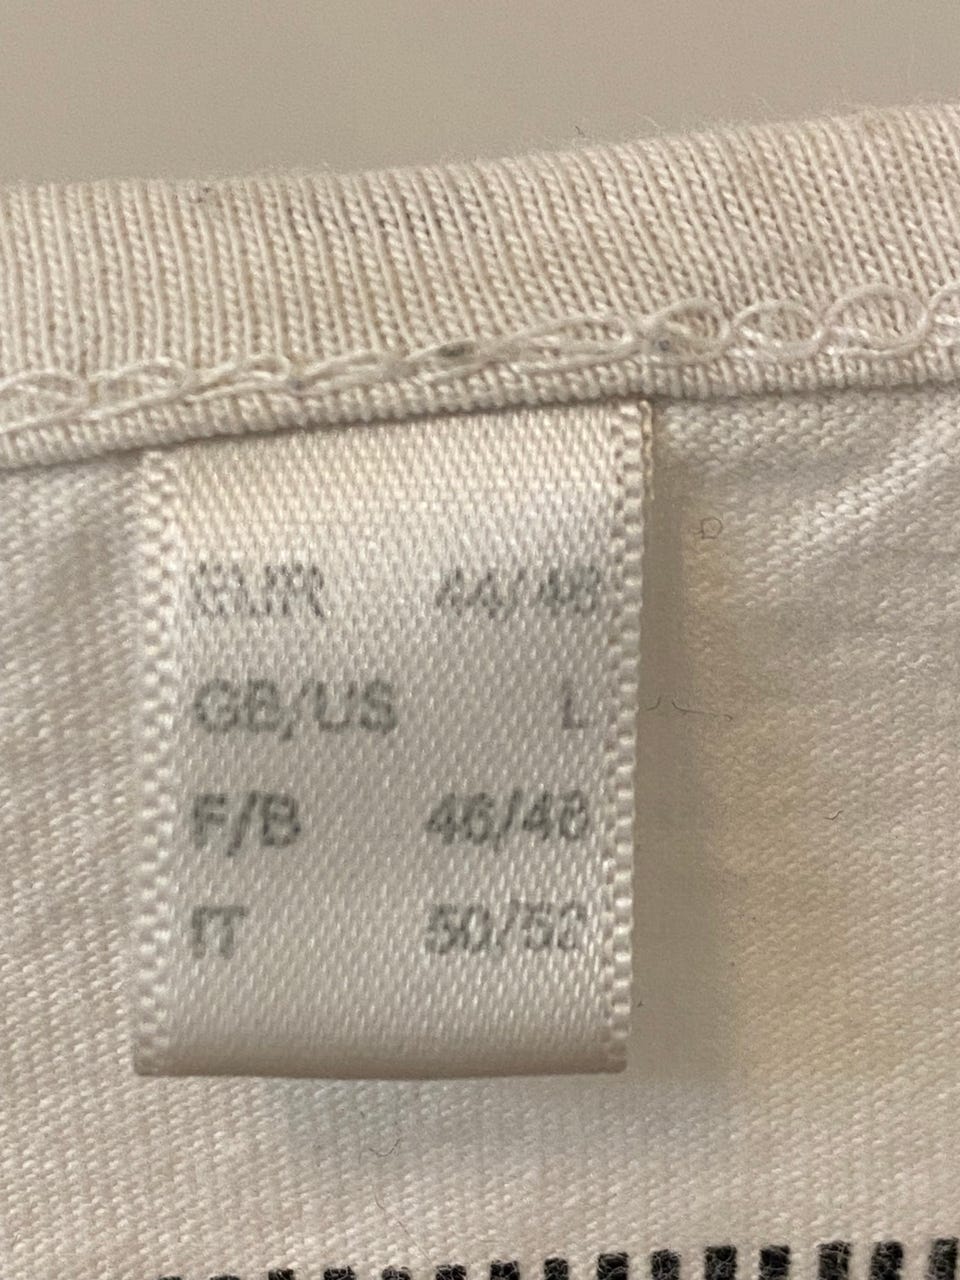 EUR 44/46
GB/US L
F/B 46/48
IT 50/52